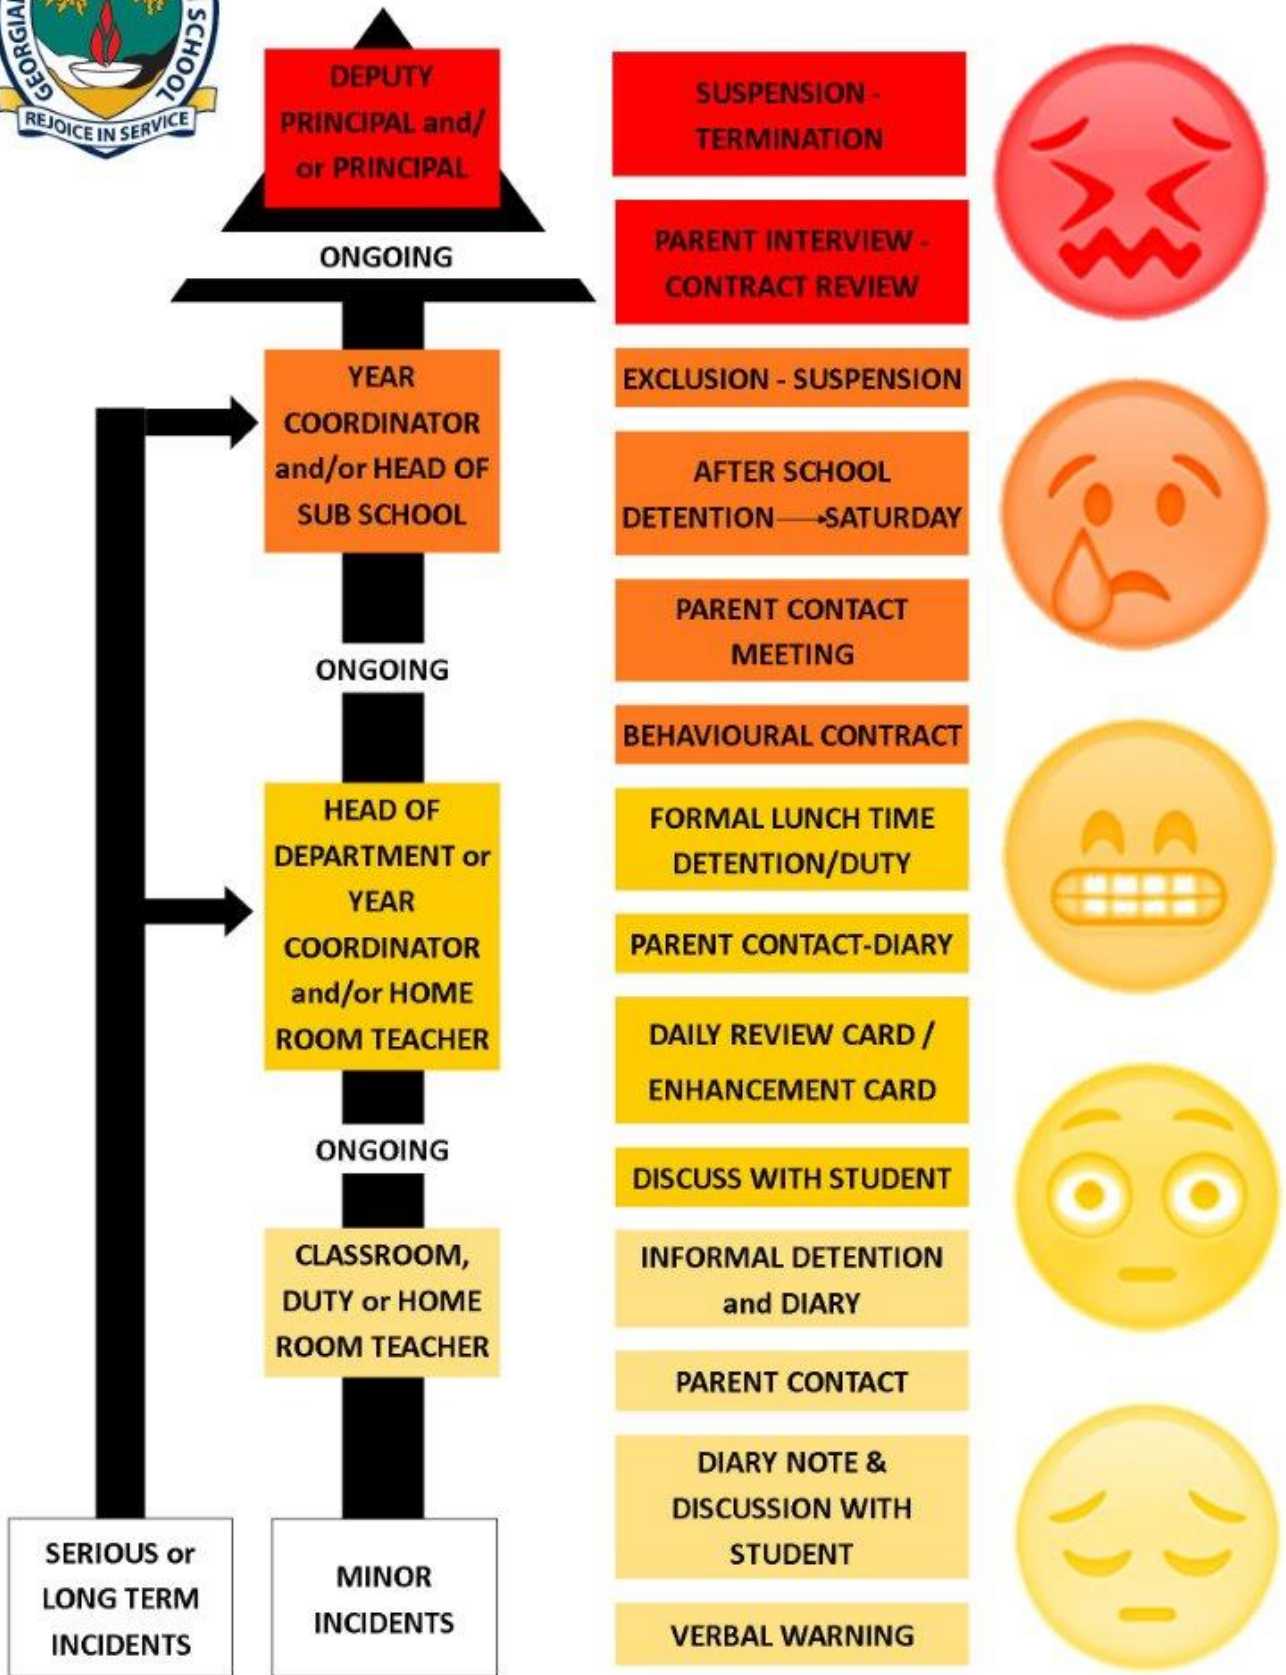 GEORGIAN
SCHOOL
REJOICE IN SERVICE
DEPUTY
PRINCIPAL and/
or PRINCIPAL
ONGOING
YEAR
COORDINATOR
and/or HEAD OF
SUB SCHOOL
ONGOING
HEAD OF
DEPARTMENT or
YEAR
COORDINATOR
and/or HOME
ROOM TEACHER
ONGOING
CLASSROOM,
DUTY or HOME
ROOM TEACHER
SERIOUS or
LONG TERM
INCIDENTS
MINOR
INCIDENTS
SUSPENSION -
TERMINATION
PARENT INTERVIEW -
CONTRACT REVIEW
EXCLUSION - SUSPENSION
AFTER SCHOOL
DETENTION→SATURDAY
PARENT CONTACT
MEETING
BEHAVIOURAL CONTRACT
FORMAL LUNCH TIME
DETENTION/DUTY
PARENT CONTACT-DIARY
DAILY REVIEW CARD /
ENHANCEMENT CARD
DISCUSS WITH STUDENT
INFORMAL DETENTION
and DIARY
PARENT CONTACT
DIARY NOTE &
DISCUSSION WITH
STUDENT
VERBAL WARNING